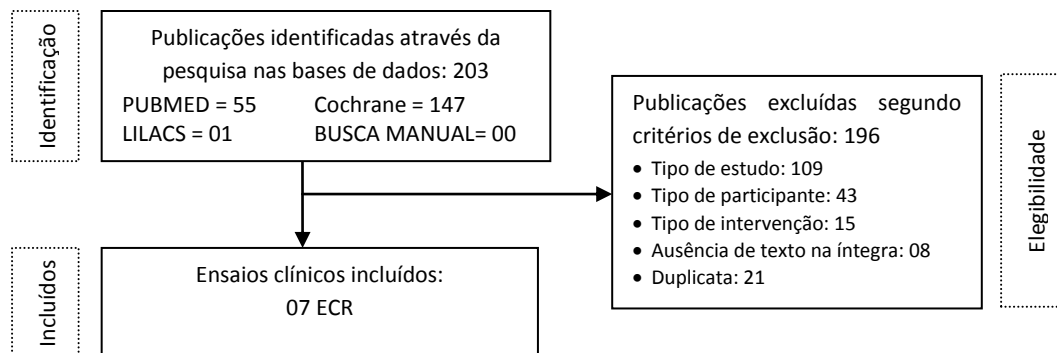 Identificação
Publicações identificadas através da
pesquisa nas bases de dados: 203
PUBMED = 55 Cochrane = 147
LILACS = 01 BUSCA MANUAL= 00
Publicações excluídas segundo
critérios de exclusão: 196
• Tipo de estudo: 109
• Tipo de participante: 43
• Tipo de intervenção: 15
• Ausência de texto na íntegra: 08
• Duplicata: 21
Elegibilidade
Incluídos
Ensaios clínicos incluídos:
07 ECR